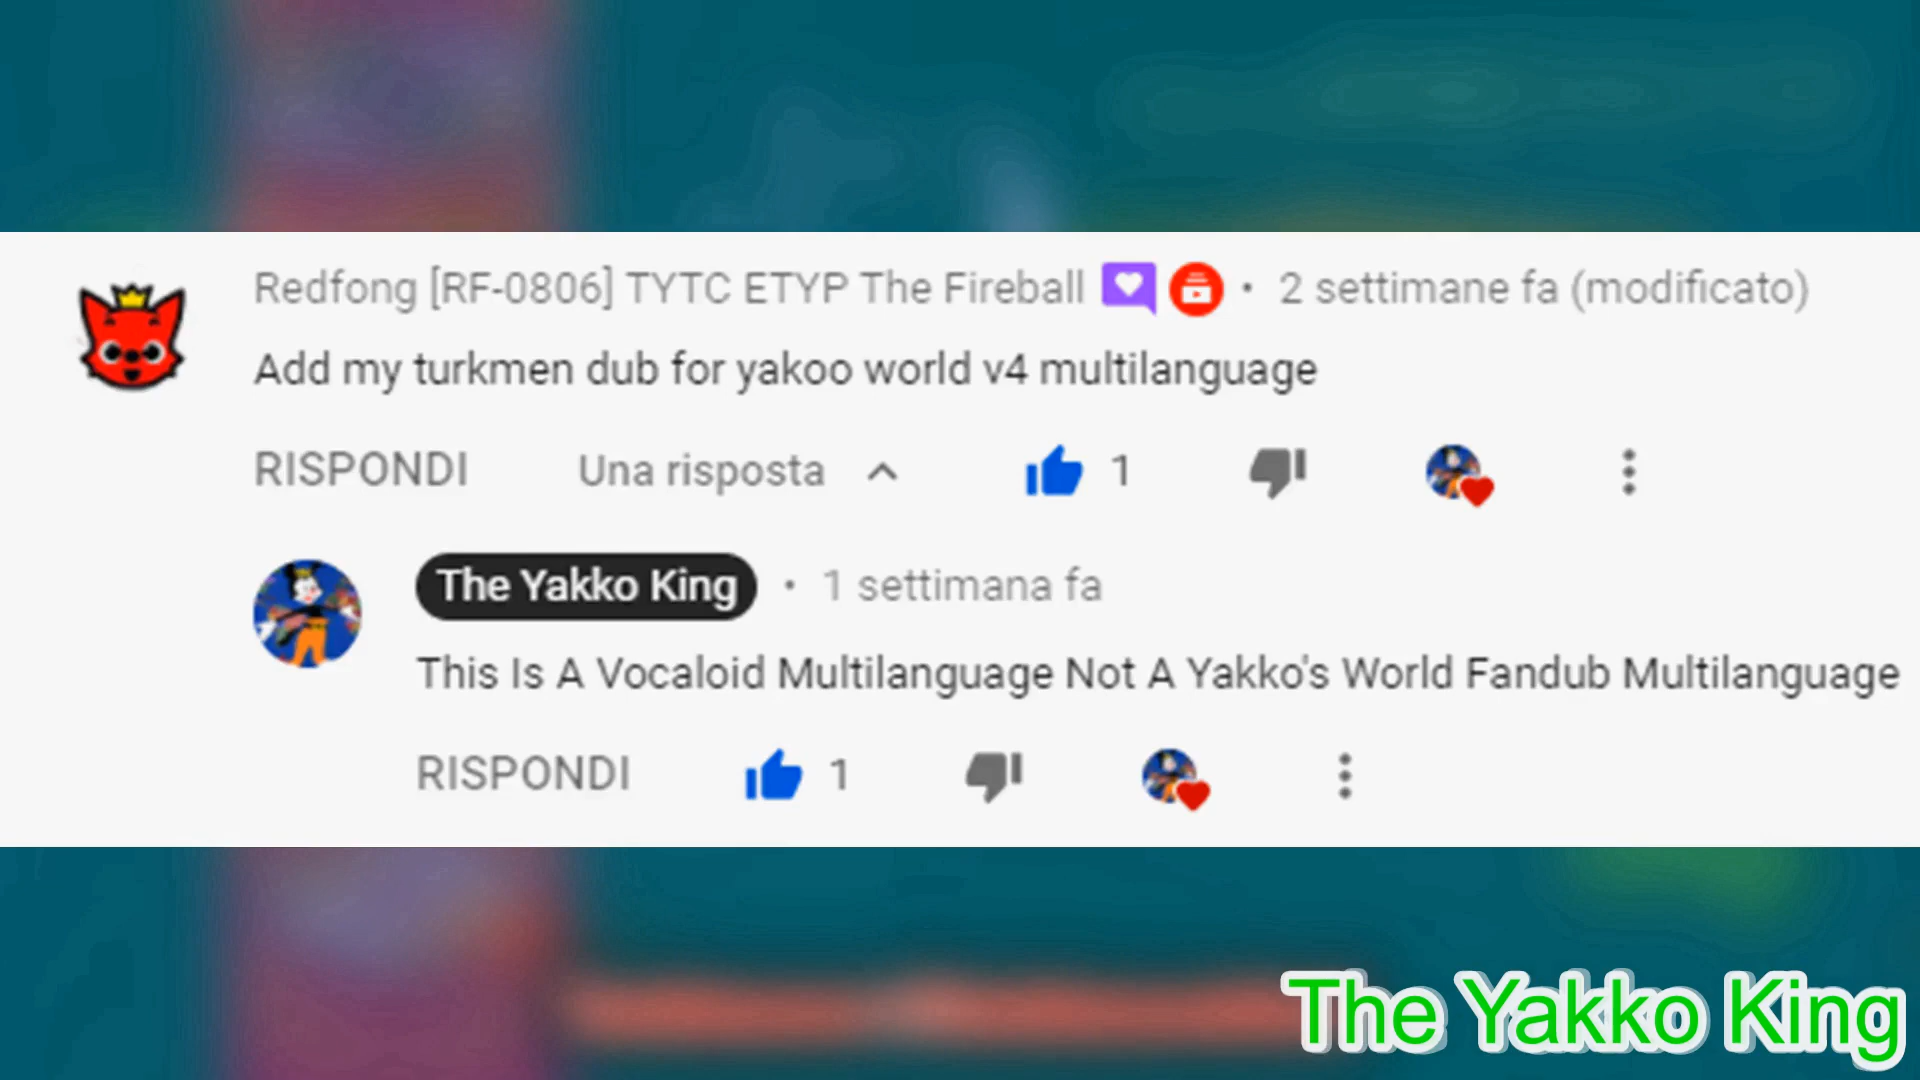 Redfong [RF-0806] TYTC ETYP The Fireball • 2 settimane fa (modificato)
Add my turkmen dub for yakoo world v4 multilanguage
RISPONDI Una risposta 1
The Yakko King • 1 settimana fa
This Is A Vocaloid Multilanguage Not A Yakko's World Fandub Multilanguage
RISPONDI 1
The Yakko King